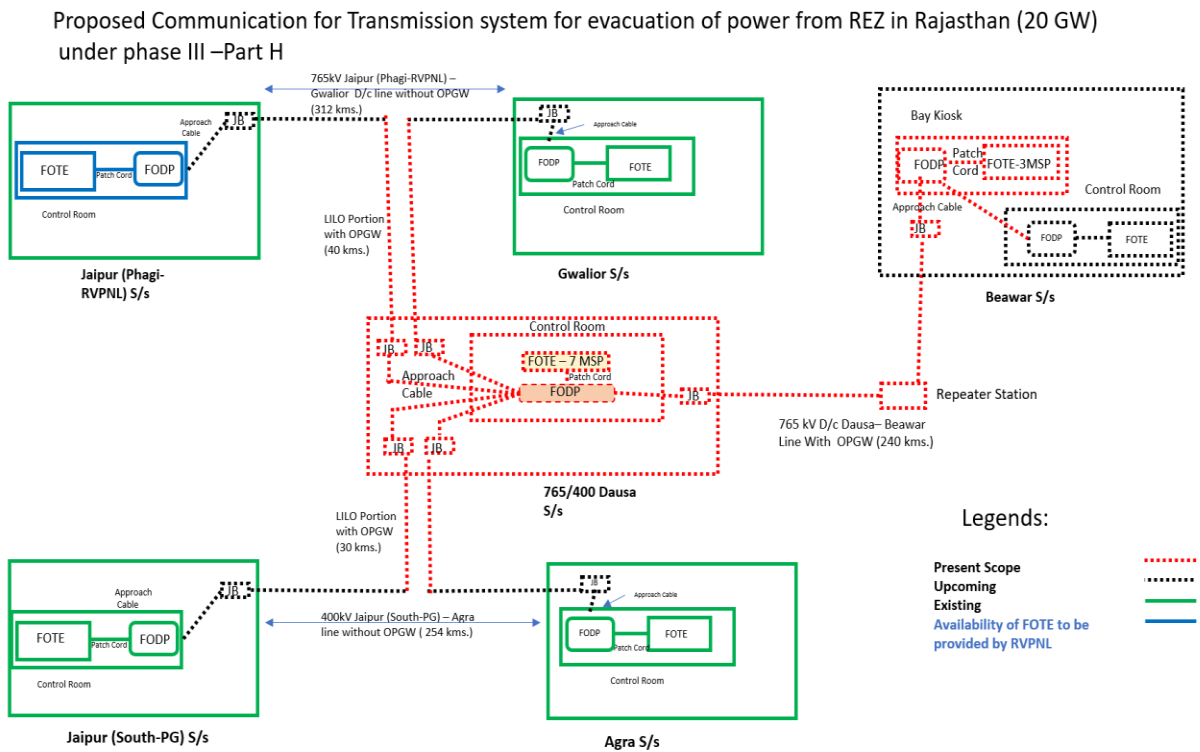 Proposed Communication for Transmission system for evacuation of power from REZ in Rajasthan (20 GW)
under phase III –Part H
765kV Jaipur (Phagi-RVPNL) –
Gwalior D/c line without OPGW
(312 kms.)
Approach
Cable
JB
FOTE
Patch Cord
FODP
Control Room
Jaipur (Phagi-
RVPNL) S/s
JB
Approach Cable
FODP
FOTE
Patch Cord
Control Room
Gwalior S/s
Bay Kiosk
FODP
Patch
Cord
FOTE-3MSP
Control Room
Approach Cable
JB
FODP
FOTE
Beawar S/s
LILO Portion
with OPGW
(40 kms.)
Control Room
JB
JB
FOTE – 7 MSP
Patch Cord
Approach
Cable
FODP
JB
JB
JB
765/400 Dausa
S/s
Repeater Station
765 kV D/c Dausa– Beawar
Line With OPGW (240 kms.)
LILO Portion
with OPGW
(30 kms.)
Approach
Cable
JB
FOTE
Patch Cord
FODP
Control Room
Jaipur (South-PG) S/s
400kV Jaipur (South-PG) – Agra
line without OPGW ( 254 kms.)
JB
Approach Cable
FODP
FOTE
Patch Cord
Control Room
Agra S/s
Legends:
Present Scope
Upcoming
Existing
Availability of FOTE to be
provided by RVPNL